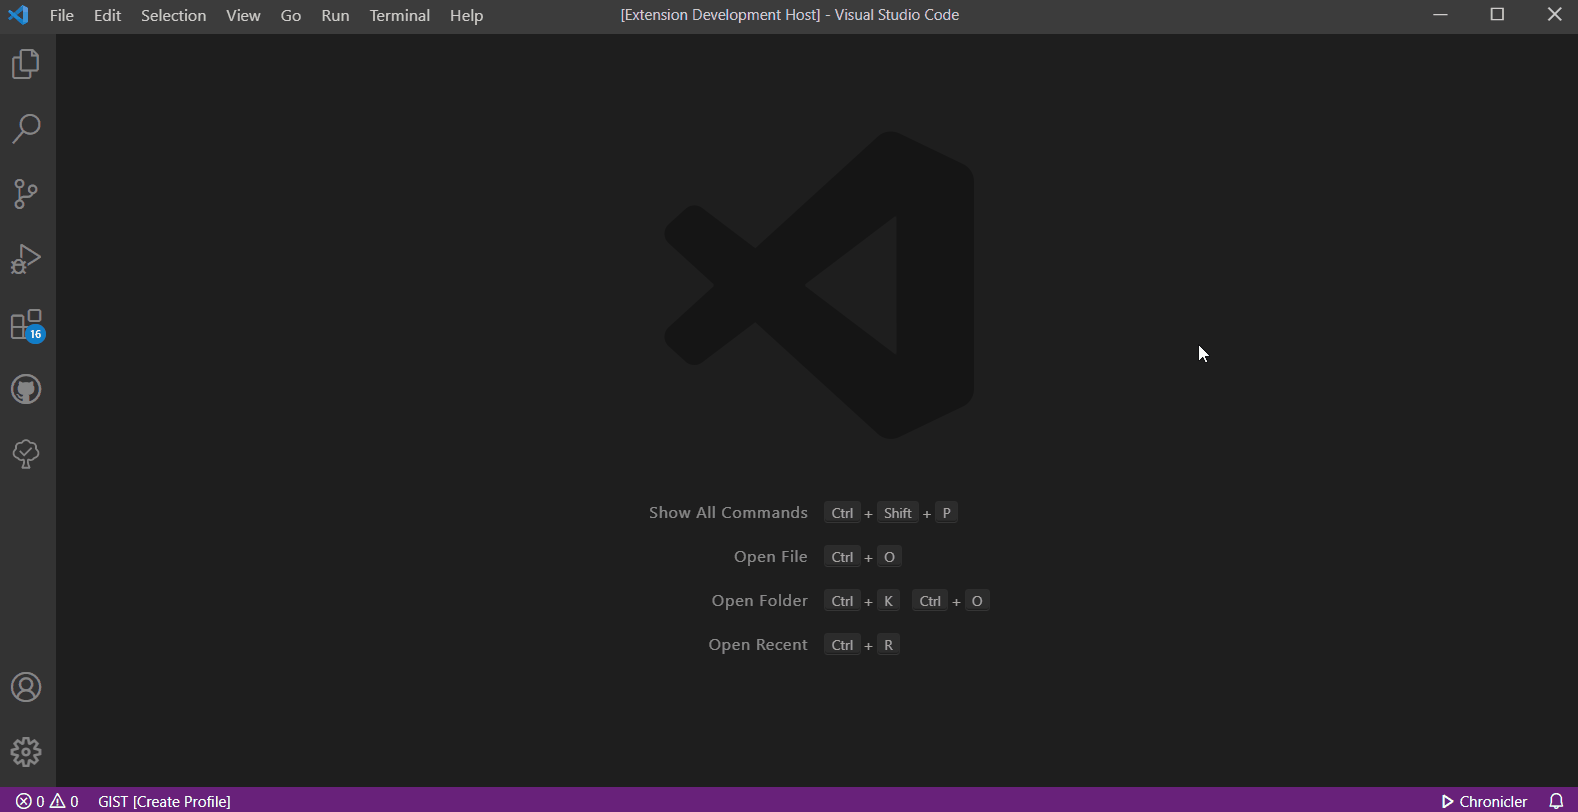 File Edit Selection View Go Run Terminal Help [Extension Development Host] - Visual Studio Code
16
Show All Commands Ctrl + Shift + P
Open File Ctrl + O
Open Folder Ctrl + K Ctrl + O
Open Recent Ctrl + R
0 0 GIST [Create Profile] Chronicler